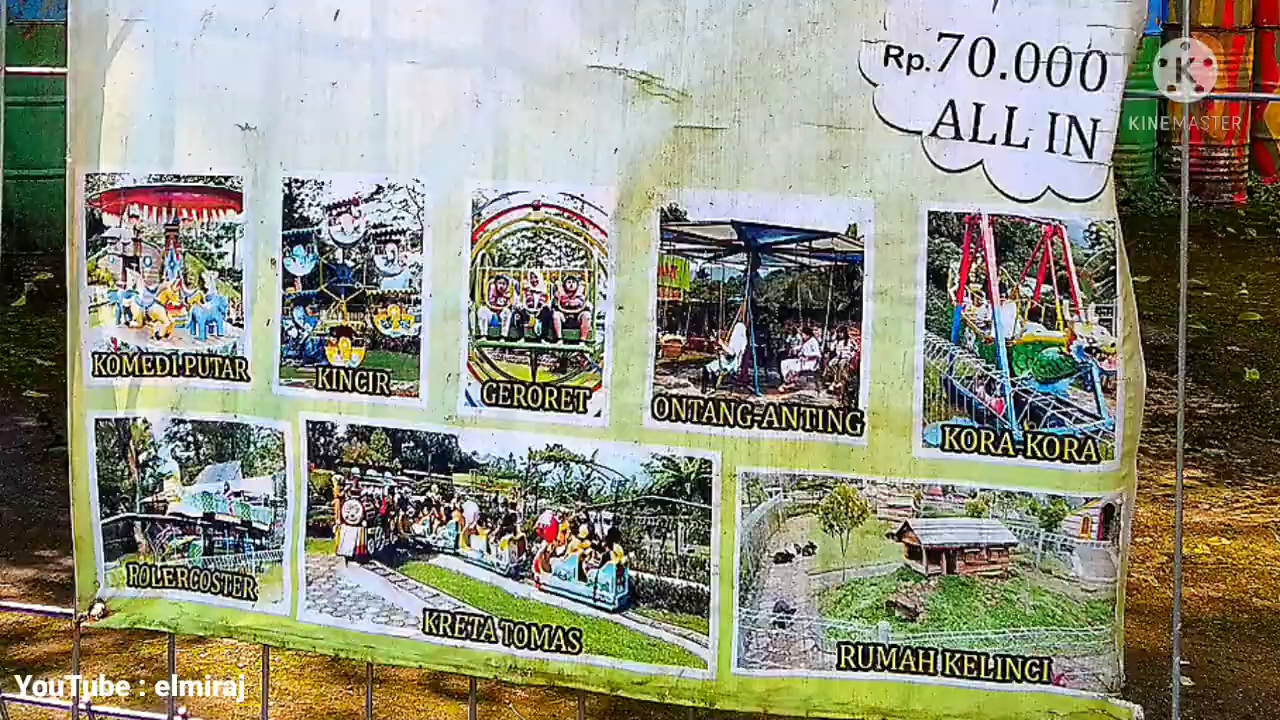 Rp.70.000
ALL IN
K
KINEMASTER
KOMEDI PUTAR
KINCIR
GERORET
ONTANG-ANTING
KORA-KORA
ROLERCOSTER
KRETA TOMAS
RUMAH KELINCI
YouTube : elmiraj